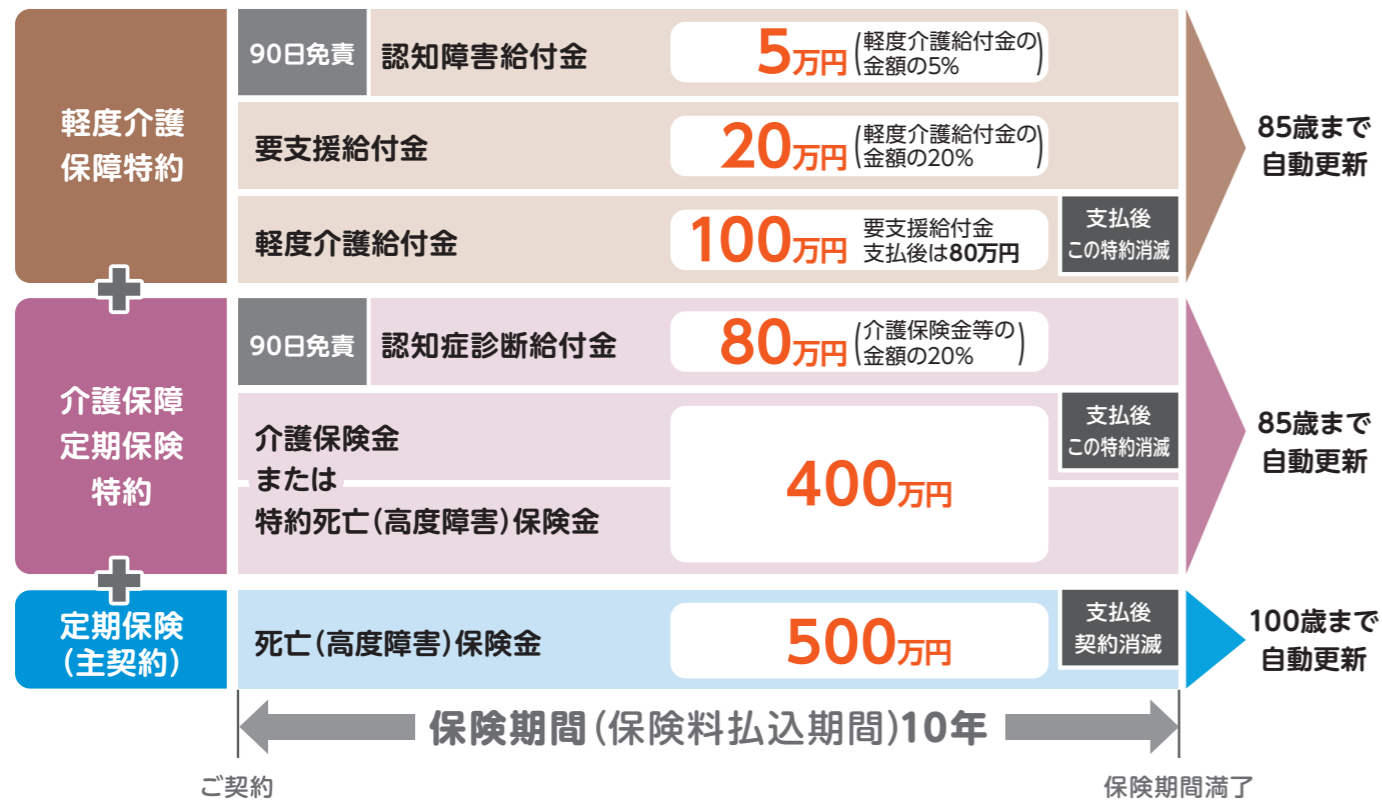 軽度介護
保障特約
90日免責
認知障害給付金
5万円
(軽度介護給付金の
金額の5%)
要支援給付金
20万円
(軽度介護給付金の
金額の20%)
軽度介護給付金
100万円
要支援給付金
支払後は80万円
支払後
この特約消滅
85歳まで
自動更新
介護保障
定期保険
特約
90日免責
認知症診断給付金
80万円
(介護保険金等の
金額の20%)
介護保険金
または
特約死亡(高度障害)保険金
400万円
支払後
この特約消滅
85歳まで
自動更新
定期保険
(主契約)
死亡(高度障害)保険金
500万円
支払後
契約消滅
100歳まで
自動更新
保険期間(保険料払込期間)10年
ご契約
保険期間満了